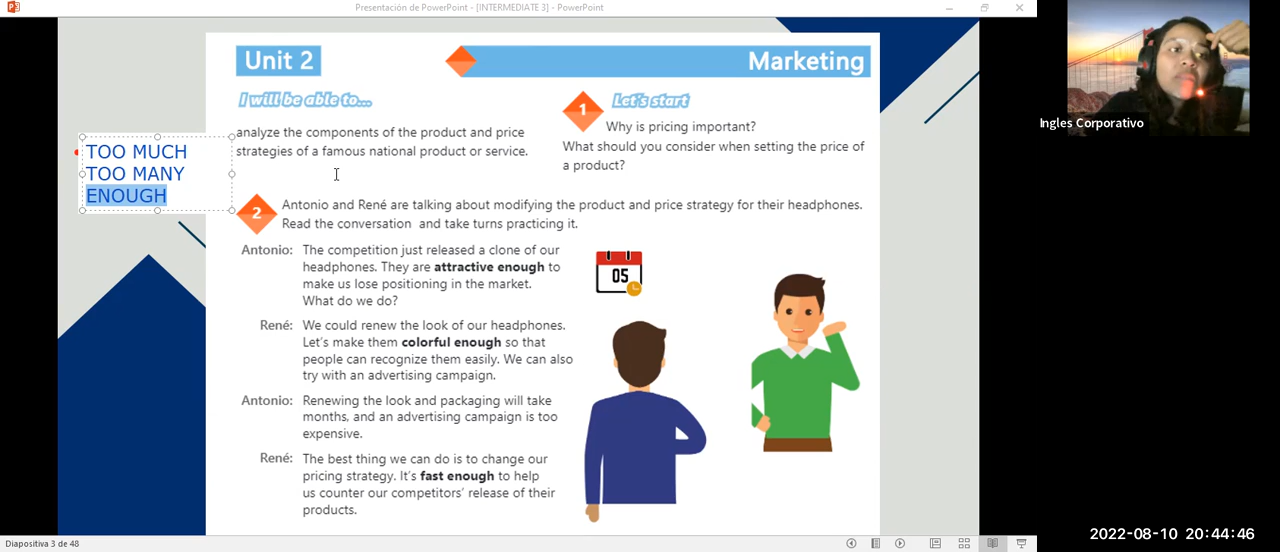 Presentación de PowerPoint - [INTERMEDIATE 3] - PowerPoint
Unit 2
Marketing
I will be able to...
analyze the components of the product and price
strategies of a famous national product or service.
1
Let's start
Why is pricing important?
What should you consider when setting the price of
a product?
TOO MUCH
TOO MANY
ENOUGH
2
Antonio and René are talking about modifying the product and price strategy for their headphones.
Read the conversation and take turns practicing it.
Antonio: The competition just released a clone of our
headphones. They are attractive enough to
make us lose positioning in the market.
What do we do?
René: We could renew the look of our headphones.
Let's make them colorful enough so that
people can recognize them easily. We can also
try with an advertising campaign.
Antonio: Renewing the look and packaging will take
months, and an advertising campaign is too
expensive.
René: The best thing we can do is to change our
pricing strategy. It's fast enough to help
us counter our competitors' release of their
products.
05
Ingles Corporativo
Diapositiva 3 de 48
2022-08-10 20:44:46